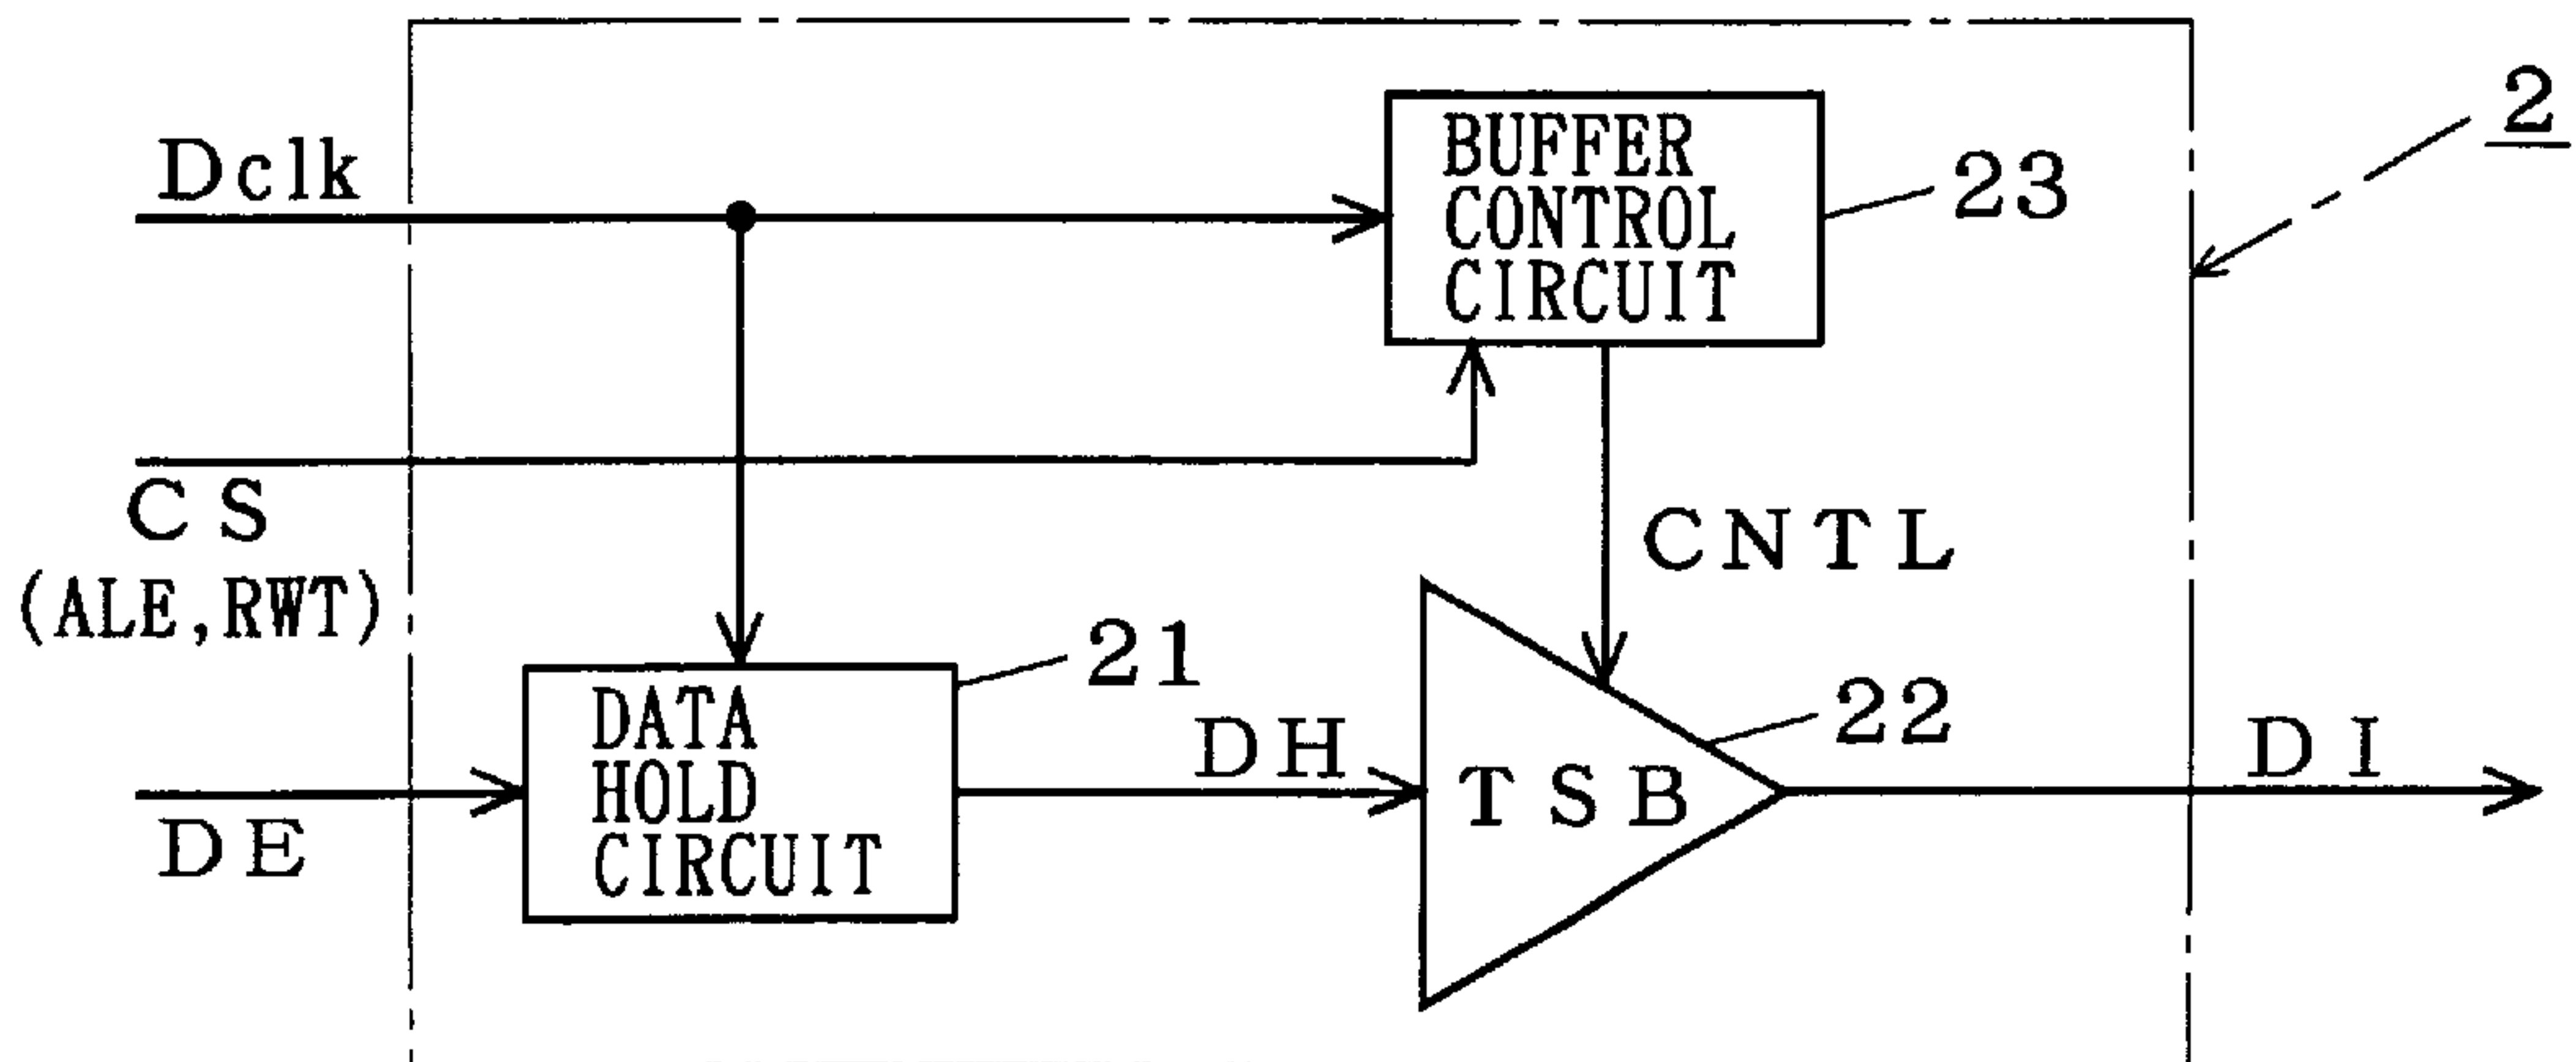 2
Dclk
BUFFER
CONTROL
CIRCUIT
23
CS
(ALE,RWT)
CNTL
21
DATA
HOLD
CIRCUIT
DH
22
TSB
DI
DE